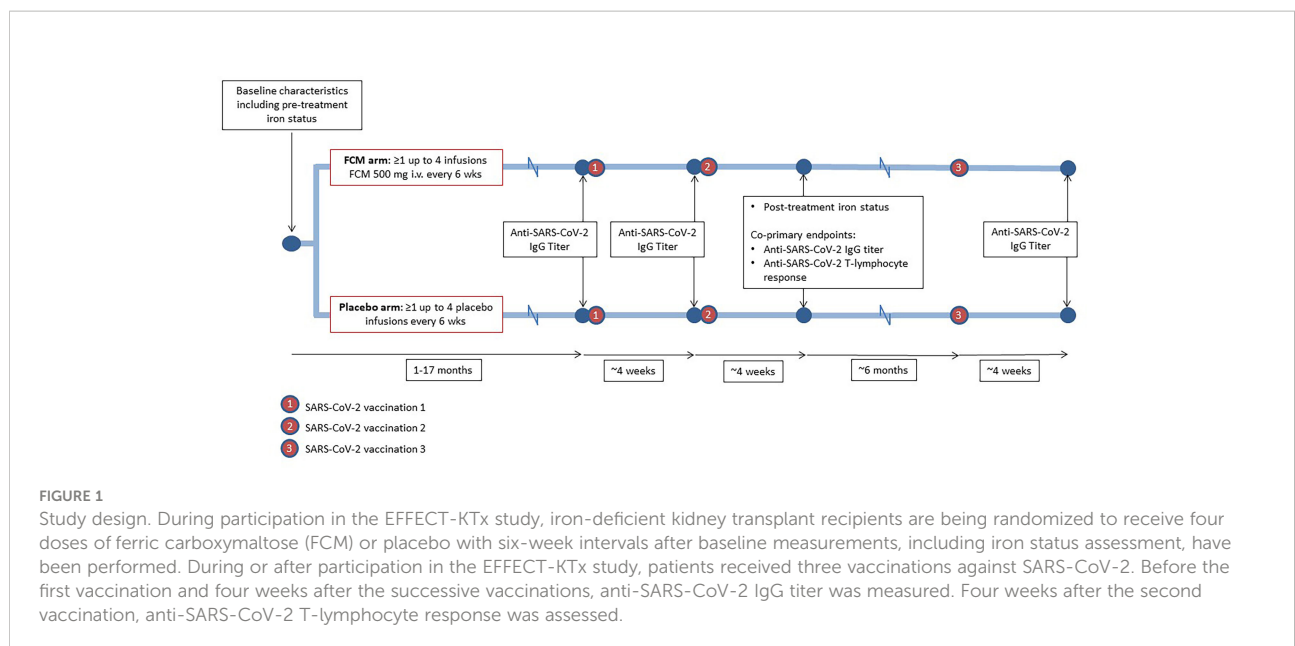 Baseline characteristics
including pre-treatment
iron status
FCM arm: ≥1 up to 4 infusions
FCM 500 mg i.v. every 6 wks
1
2
3
Anti-SARS-CoV-2
IgG Titer
Anti-SARS-CoV-2
IgG Titer
• Post-treatment iron status
Co-primary endpoints:
• Anti-SARS-CoV-2 IgG titer
• Anti-SARS-CoV-2 T-lymphocyte
response
Anti-SARS-CoV-2
IgG Titer
Placebo arm: ≥1 up to 4 placebo
infusions every 6 wks
1
2
3
1-17 months
~4 weeks
~4 weeks
~6 months
~4 weeks
1 SARS-CoV-2 vaccination 1
2 SARS-CoV-2 vaccination 2
3 SARS-CoV-2 vaccination 3
FIGURE 1
Study design. During participation in the EFFECT-KTx study, iron-deficient kidney transplant recipients are being randomized to receive four
doses of ferric carboxymaltose (FCM) or placebo with six-week intervals after baseline measurements, including iron status assessment, have
been performed. During or after participation in the EFFECT-KTx study, patients received three vaccinations against SARS-CoV-2. Before the
first vaccination and four weeks after the successive vaccinations, anti-SARS-CoV-2 IgG titer was measured. Four weeks after the second
vaccination, anti-SARS-CoV-2 T-lymphocyte response was assessed.